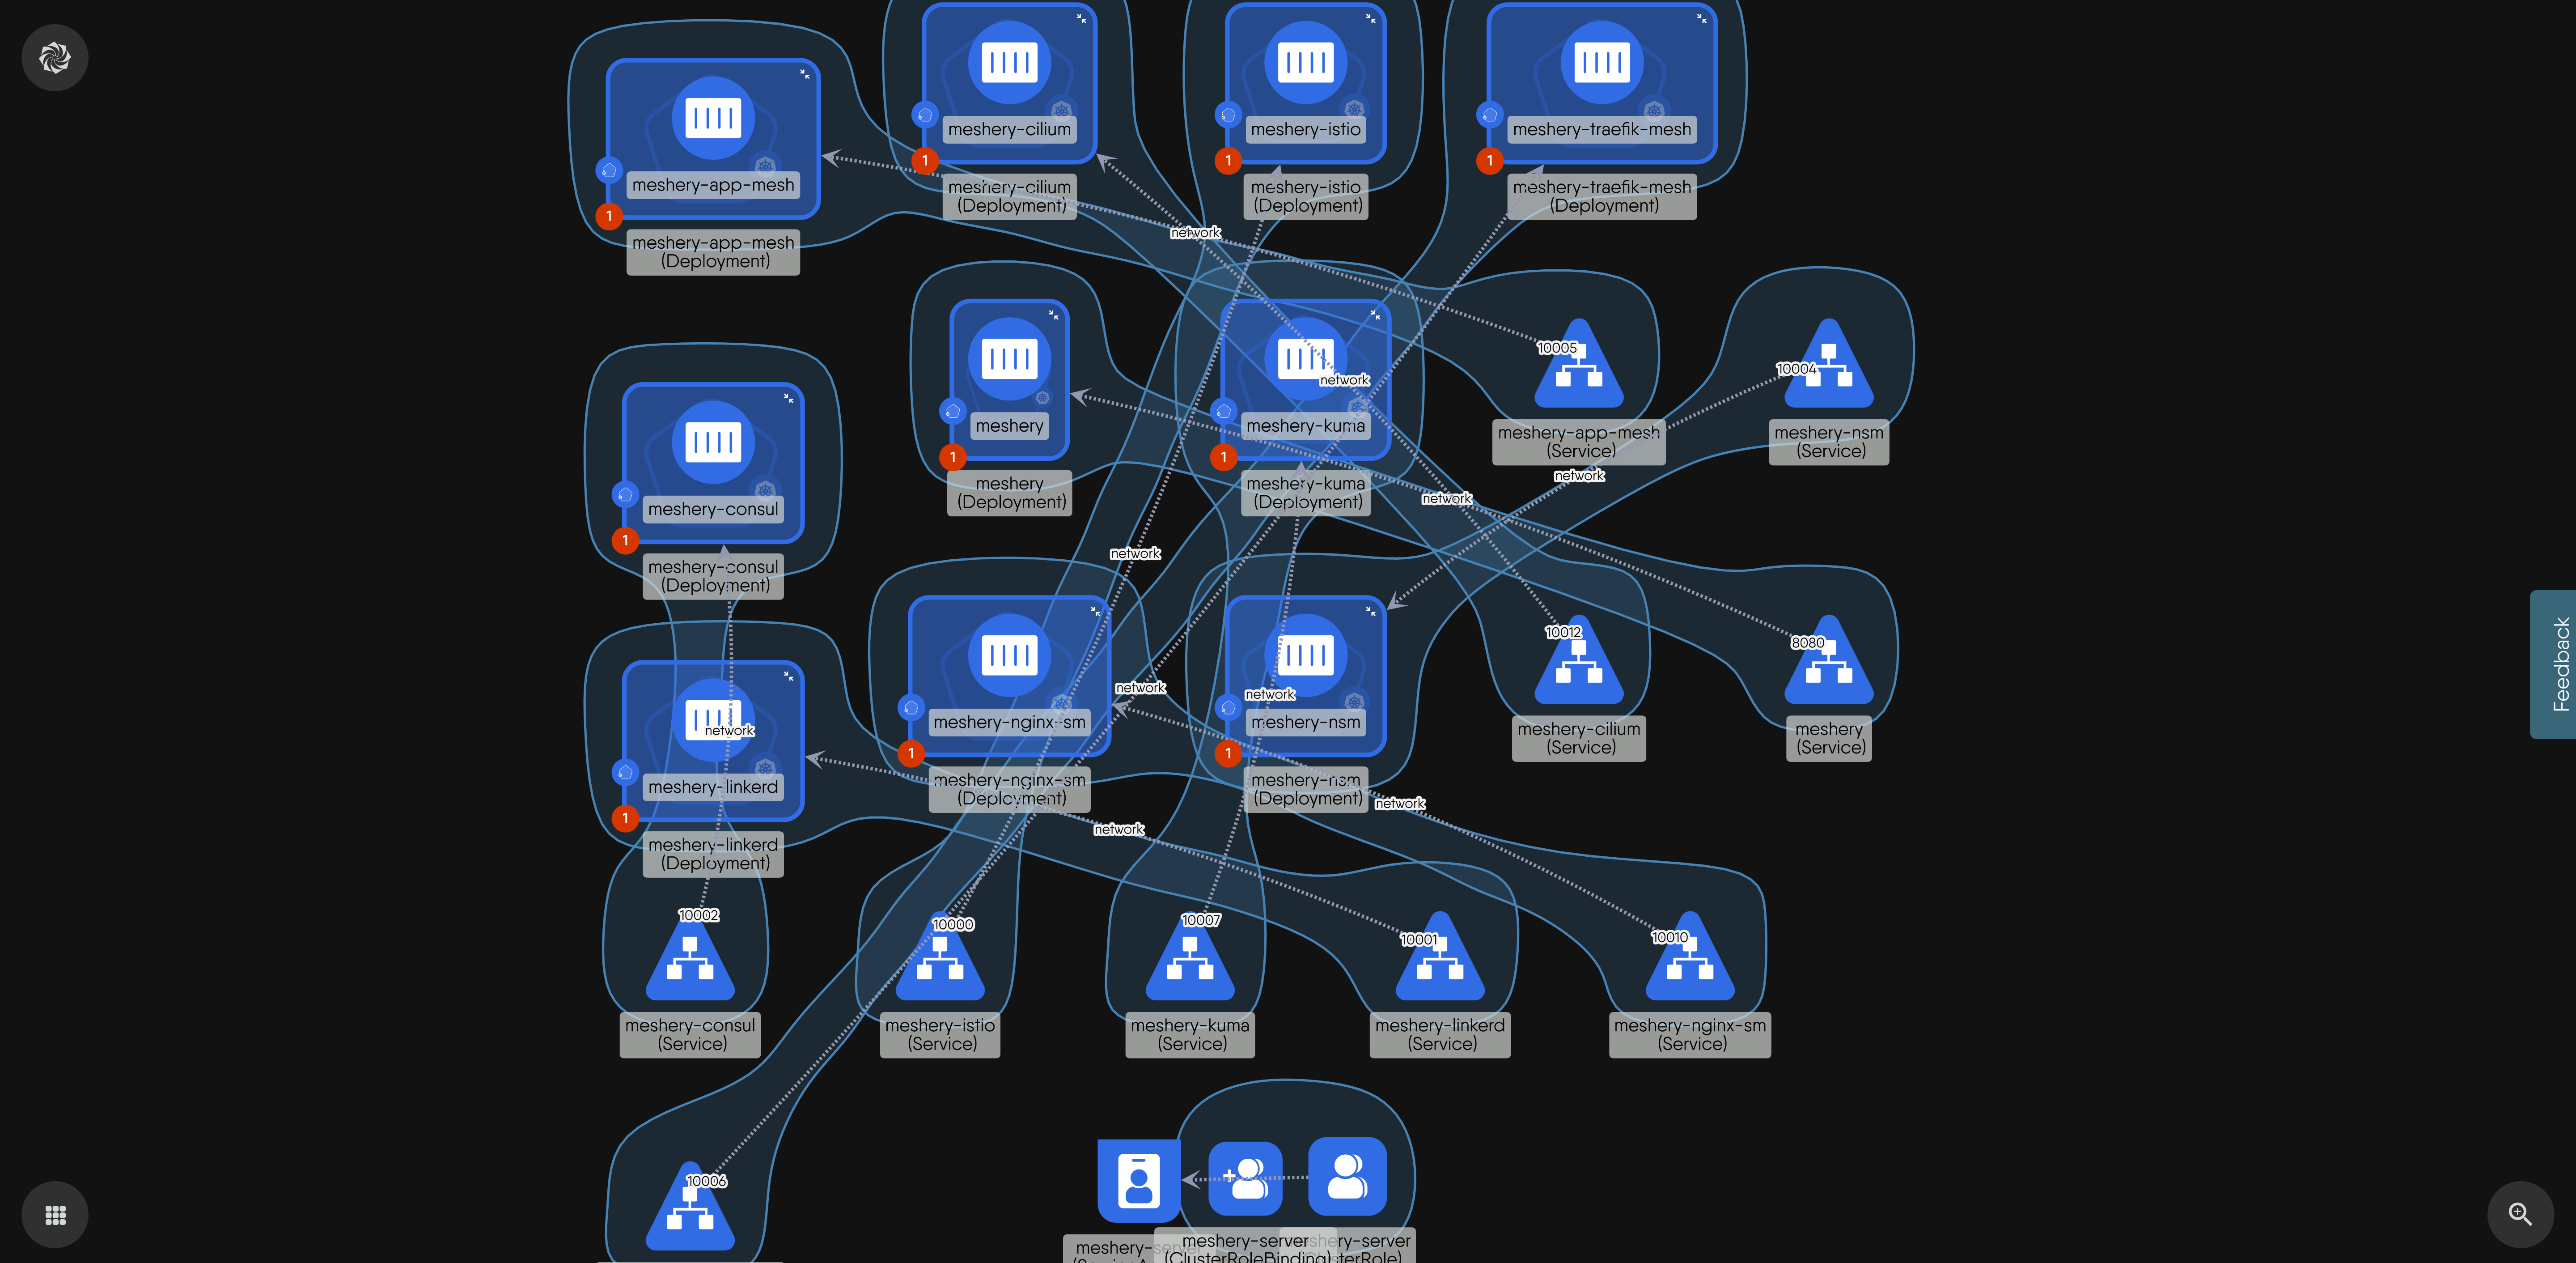 meshery-app-mesh
1
meshery-app-mesh
(Deployment)
meshery-cilium
1
meshery-cilium
(Deployment)
meshery-istio
1
meshery-istio
(Deployment)
meshery-traefik-mesh
1
meshery-traefik-mesh
(Deployment)
network
meshery
1
meshery
(Deployment)
network
meshery-kuma
1
meshery-kuma
(Deployment)
10005
meshery-app-mesh
(Service)
10004
meshery-nsm
(Service)
network
network
meshery-consul
1
meshery-consul
(Deployment)
network
10012
meshery-cilium
(Service)
8080
meshery
(Service)
Feedback
network
network
meshery-nginx-sm
1
meshery-nginx-sm
(Deployment)
meshery-nsm
1
meshery-nsm
(Deployment)
network
meshery-linkerd
1
meshery-linkerd
(Deployment)
network
network
10002
meshery-consul
(Service)
10000
meshery-istio
(Service)
10007
meshery-kuma
(Service)
10001
meshery-linkerd
(Service)
10010
meshery-nginx-sm
(Service)
10006
meshery-server
meshery-server
(ClusterRoleBinding)